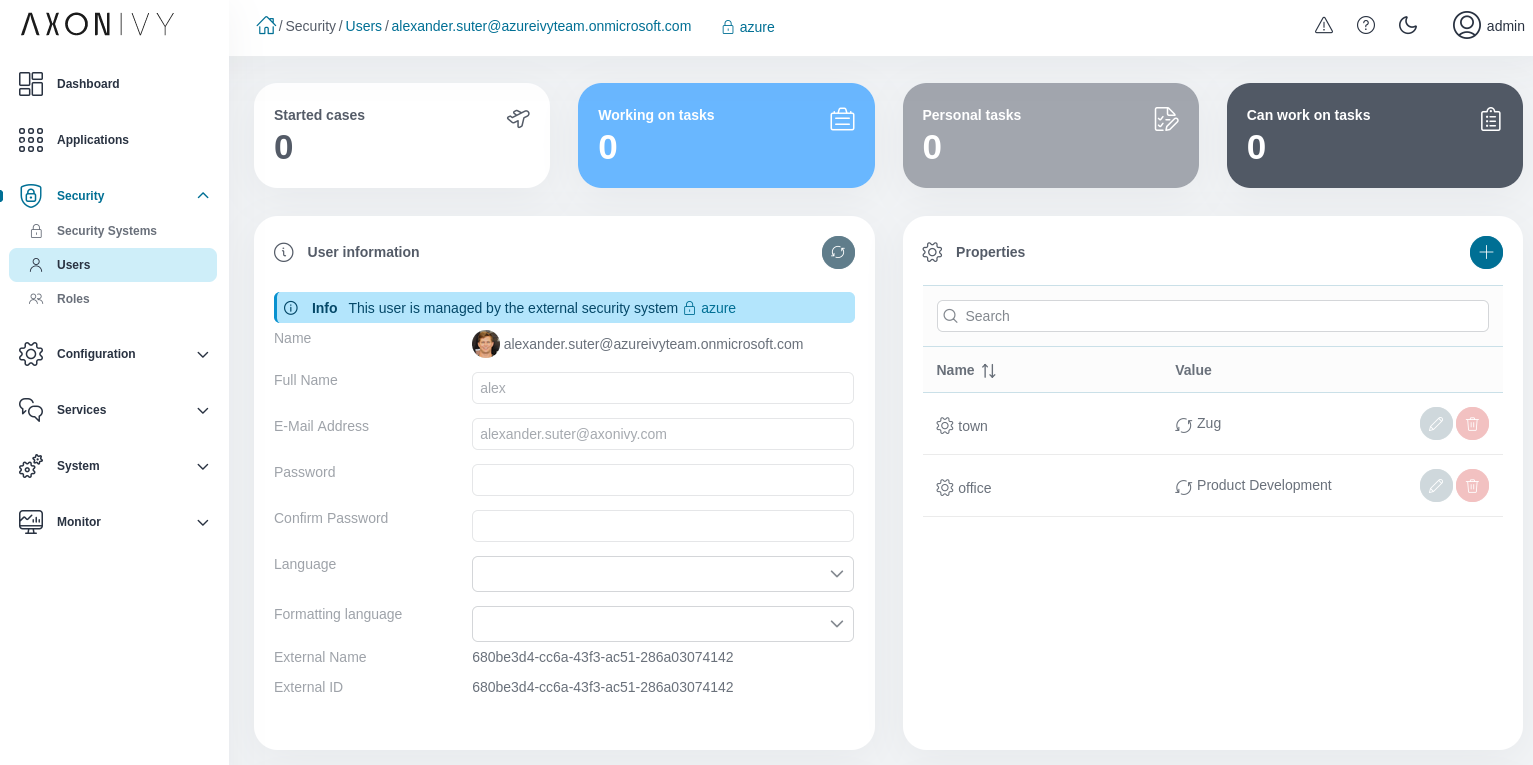 AXONIVY
/ Security / Users / alexander.suter@azureivyteam.onmicrosoft.com azure
admin
Dashboard
Applications
Security
Security Systems
Users
Roles
Configuration
Services
System
Monitor
Started cases
0
Working on tasks
0
Personal tasks
0
Can work on tasks
0
User information
Info This user is managed by the external security system azure
Name alexander.suter@azureivyteam.onmicrosoft.com
Full Name alex
E-Mail Address alexander.suter@axonivy.com
Password
Confirm Password
Language
Formatting language
External Name 680be3d4-cc6a-43f3-ac51-286a03074142
External ID 680be3d4-cc6a-43f3-ac51-286a03074142
Properties
Search
Name Value
town Zug
office Product Development